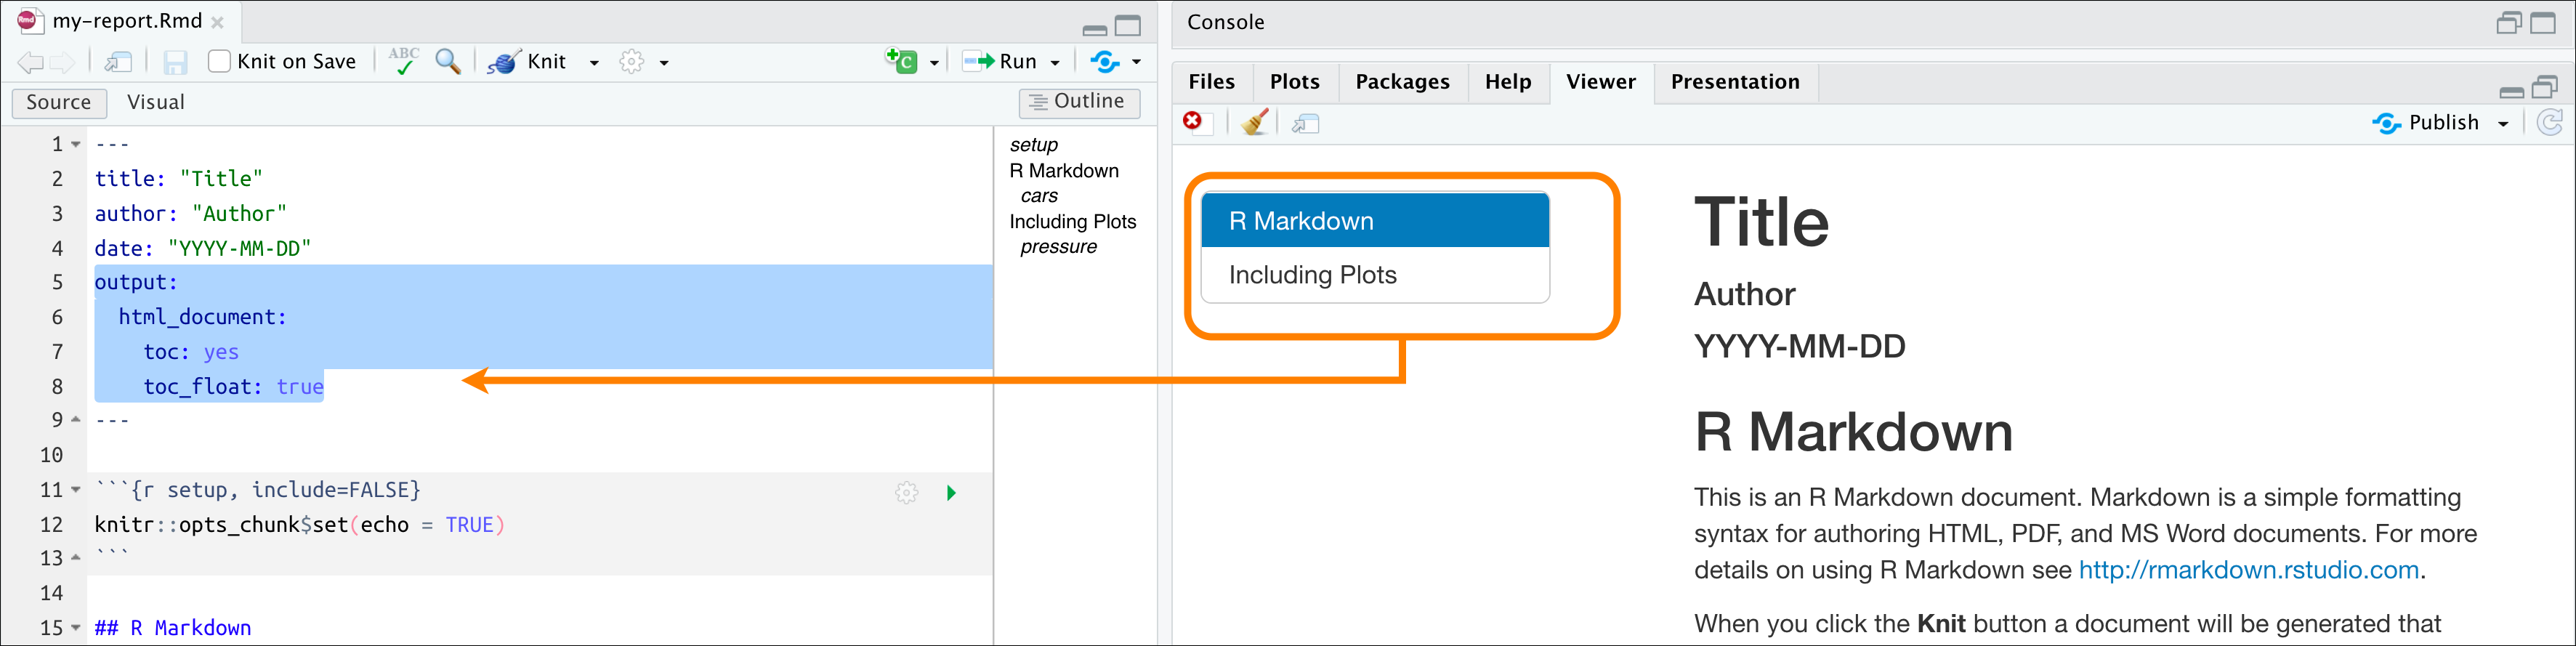 my-report.Rmd
Knit on Save
ABC
Knit
Run
Source
Visual
Outline
1 ---
2 title: "Title"
3 author: "Author"
4 date: "YYYY-MM-DD"
5 output:
6   html_document:
7     toc: yes
8     toc_float: true
9 ---
10
11 ```{r setup, include=FALSE}
12 knitr::opts_chunk$set(echo = TRUE)
13 ```
14
15 ## R Markdown
setup
R Markdown
cars
Including Plots
pressure
Console
Files Plots Packages Help Viewer Presentation
Publish
R Markdown
Including Plots
Title
Author
YYYY-MM-DD
R Markdown
This is an R Markdown document. Markdown is a simple formatting
syntax for authoring HTML, PDF, and MS Word documents. For more
details on using R Markdown see http://rmarkdown.rstudio.com.
When you click the Knit button a document will be generated that